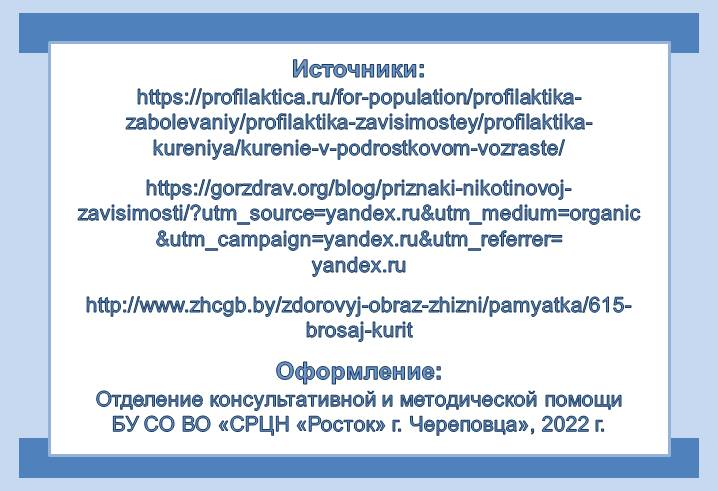 Источники:
https://profilaktica.ru/for-population/profilaktika-
zabolevaniy/profilaktika-zavisimostey/profilaktika-
kureniya/kurenie-v-podrostkovom-vozraste/
https://gorzdrav.org/blog/priznaki-nikotinovoj-
zavisimosti/?utm_source=yandex.ru&utm_medium=organic
&utm_campaign=yandex.ru&utm_referrer=
yandex.ru
http://www.zhcgb.by/zdorovyj-obraz-zhizni/pamyatka/615-
brosaj-kurit
Оформление:
Отделение консультативной и методической помощи
БУ СО ВО «СРЦН «Росток» г. Череповца», 2022 г.